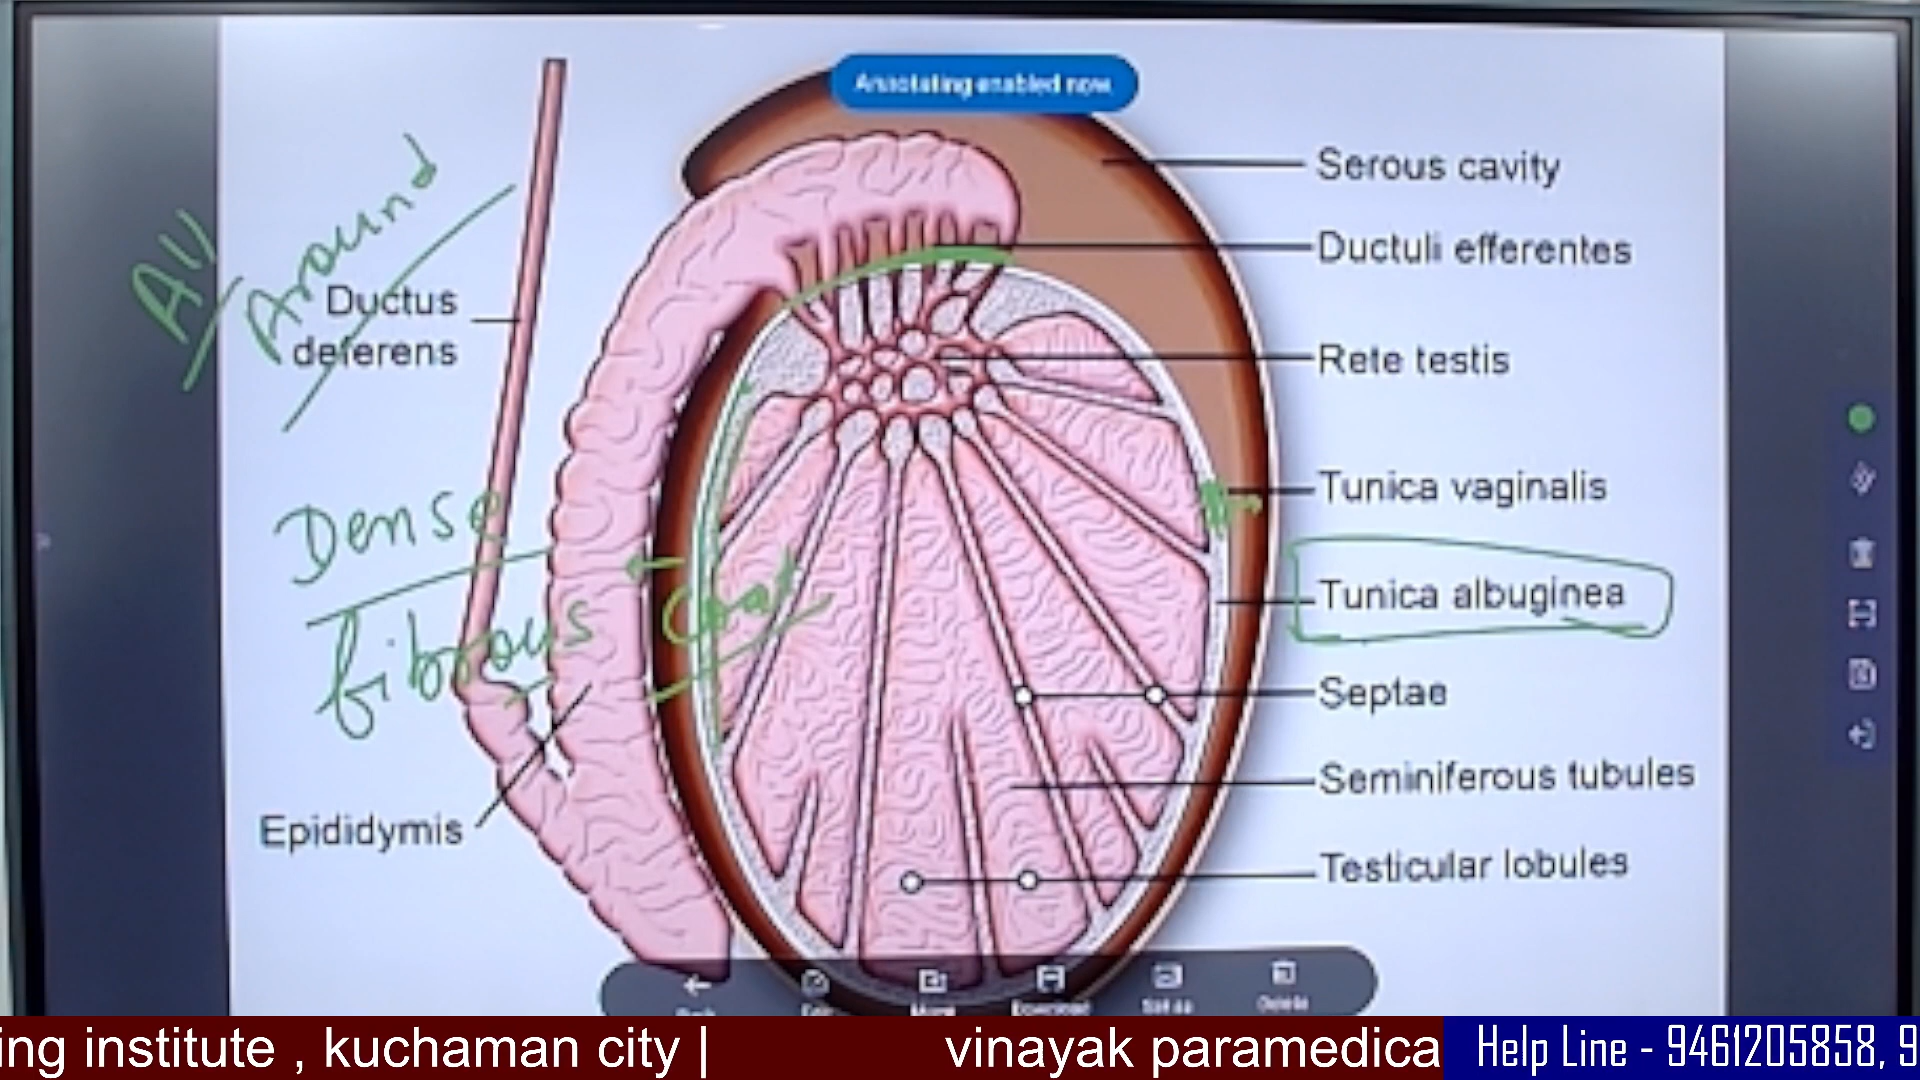 Annotating enabled now
Serous cavity
Ductuli efferentes
All
Around
Ductus
deferens
Rete testis
Tunica vaginalis
Dense
fibrous coat
Tunica albuginea
Septae
Seminiferous tubules
Epididymis
Testicular lobules
Delete
ing institute , kuchaman city | vinayak paramedica
Help Line - 9461205858, 9